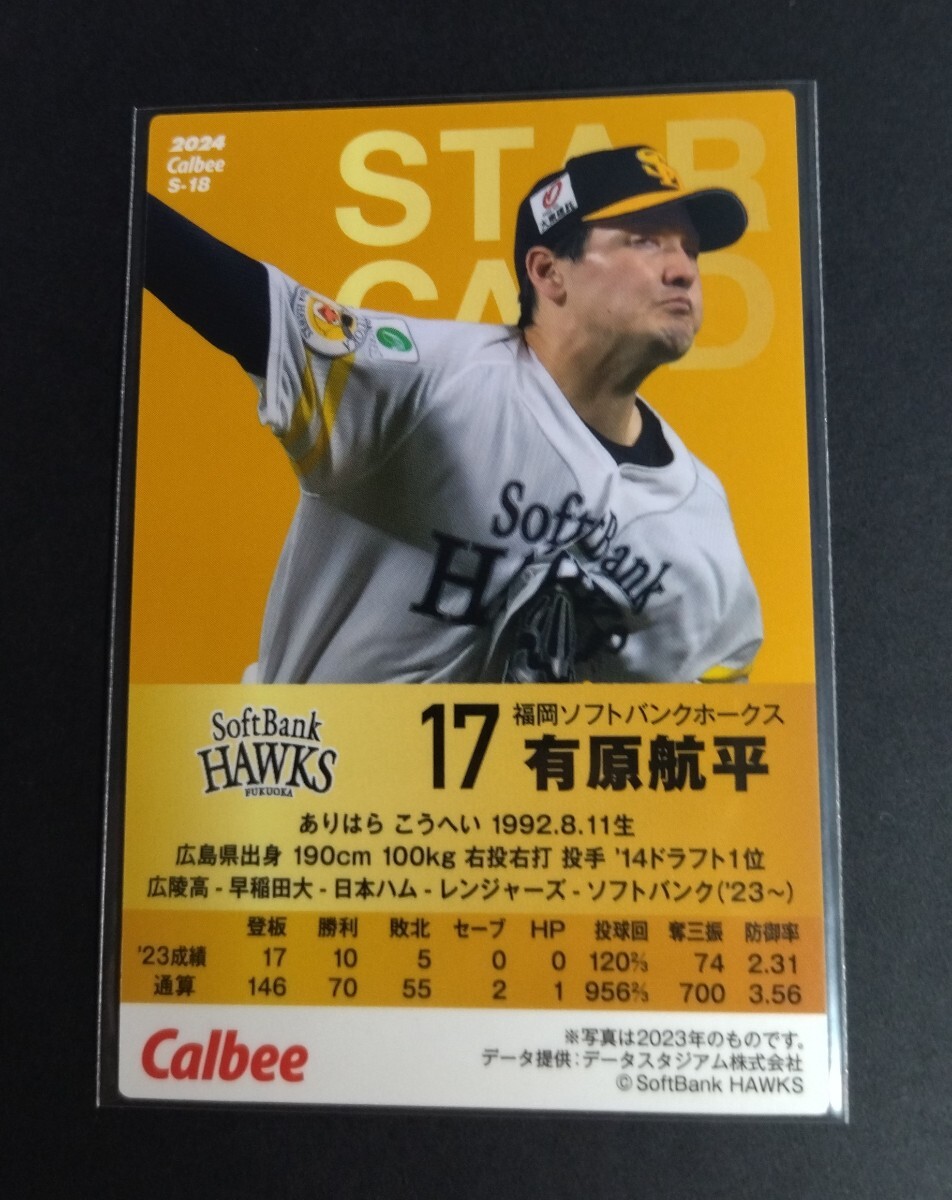 2024
Calbee
S-18
STAR
CARD
大東建託
SoftBank
HAWKS
SoftBank
HAWKS
FUKUOKA
17
福岡ソフトバンクホークス
有原航平
ありはら こうへい 1992.8.11生
広島県出身 190cm 100kg 右投右打 投手 '14ドラフト1位
広陵高 - 早稲田大 - 日本ハム - レンジャーズ - ソフトバンク('23～)
登板 勝利 敗北 セーブ HP 投球回 奪三振 防御率
'23成績 17 10 5 0 0 120⅔ 74 2.31
通算 146 70 55 2 1 956⅔ 700 3.56
Calbee
※写真は2023年のものです。
データ提供：データスタジアム株式会社
©SoftBank HAWKS